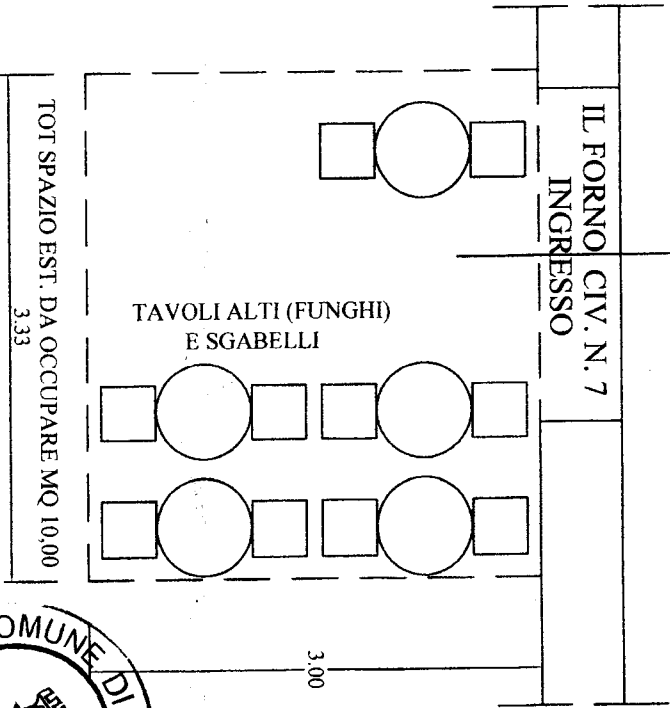 IL FORNO CIV. N. 7
INGRESSO
TAVOLI ALTI (FUNGHI)
E SGABELLI
TOT SPAZIO EST. DA OCCUPARE MQ 10,00
3.33
3.00
COMUNE DI